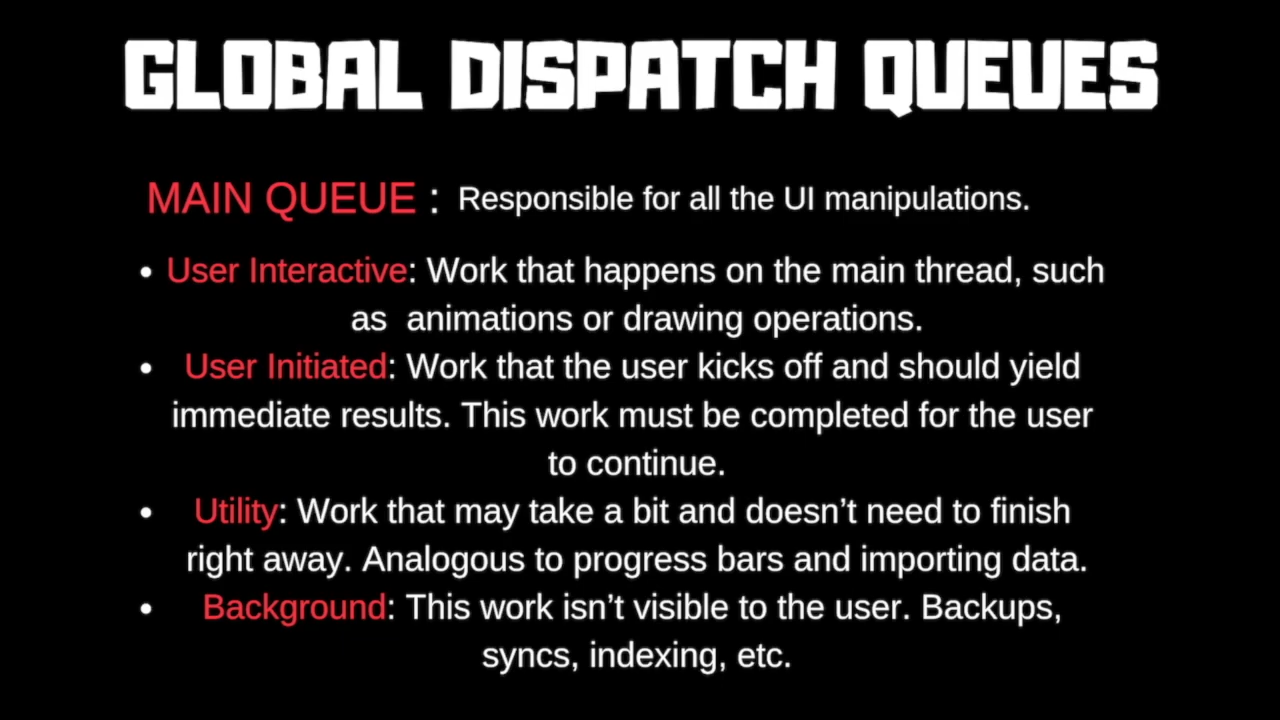 GLOBAL DISPATCH QUEUES
MAIN QUEUE : Responsible for all the UI manipulations.
• User Interactive: Work that happens on the main thread, such
as animations or drawing operations.
• User Initiated: Work that the user kicks off and should yield
immediate results. This work must be completed for the user
to continue.
• Utility: Work that may take a bit and doesn’t need to finish
right away. Analogous to progress bars and importing data.
• Background: This work isn’t visible to the user. Backups,
syncs, indexing, etc.